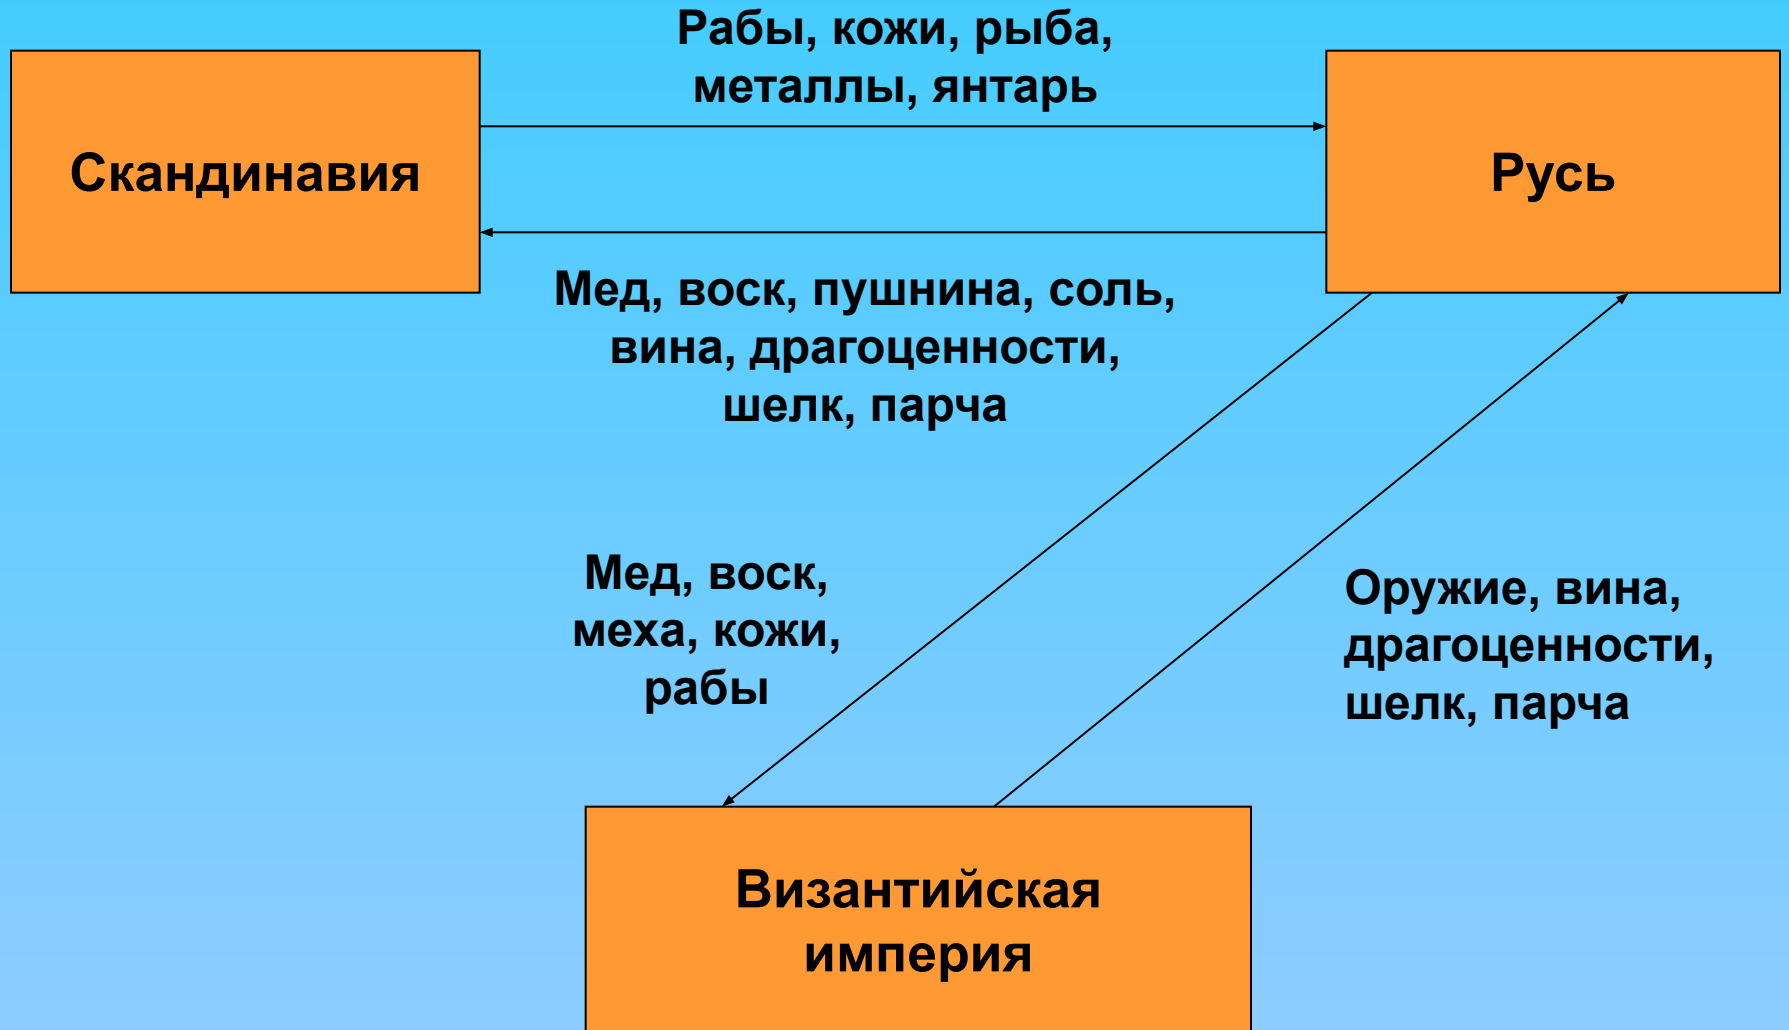 Рабы, кожи, рыба,
металлы, янтарь
Скандинавия
Русь
Мед, воск, пушнина, соль,
вина, драгоценности,
шелк, парча
Мед, воск,
меха, кожи,
рабы
Оружие, вина,
драгоценности,
шелк, парча
Византийская
империя